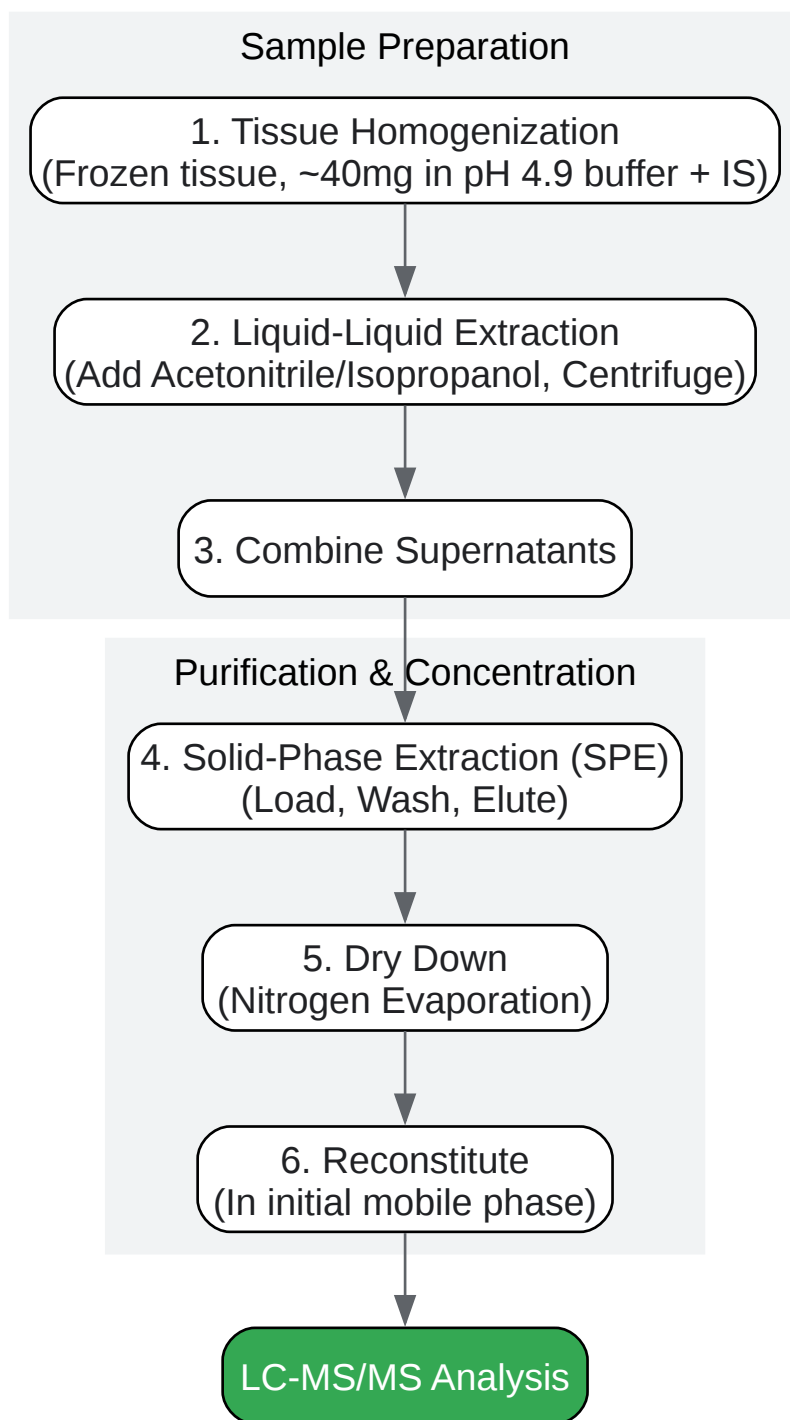 Sample Preparation
1. Tissue Homogenization
(Frozen tissue, ~40mg in pH 4.9 buffer + IS)
2. Liquid-Liquid Extraction
(Add Acetonitrile/Isopropanol, Centrifuge)
3. Combine Supernatants
Purification & Concentration
4. Solid-Phase Extraction (SPE)
(Load, Wash, Elute)
5. Dry Down
(Nitrogen Evaporation)
6. Reconstitute
(In initial mobile phase)
LC-MS/MS Analysis